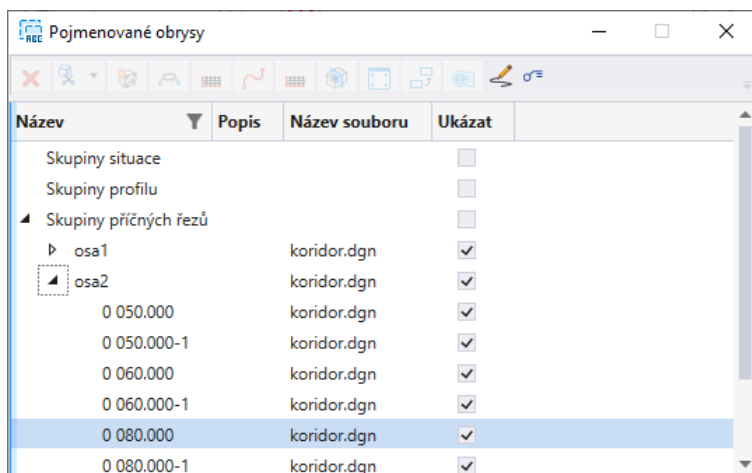 ABC Pojmenované obrysy
Název Popis Název souboru Ukázat
Skupiny situace
Skupiny profilu
Skupiny příčných řezů
osa1 koridor.dgn
osa2 koridor.dgn
0 050.000 koridor.dgn
0 050.000-1 koridor.dgn
0 060.000 koridor.dgn
0 060.000-1 koridor.dgn
0 080.000 koridor.dgn
0 080.000-1 koridor.dgn